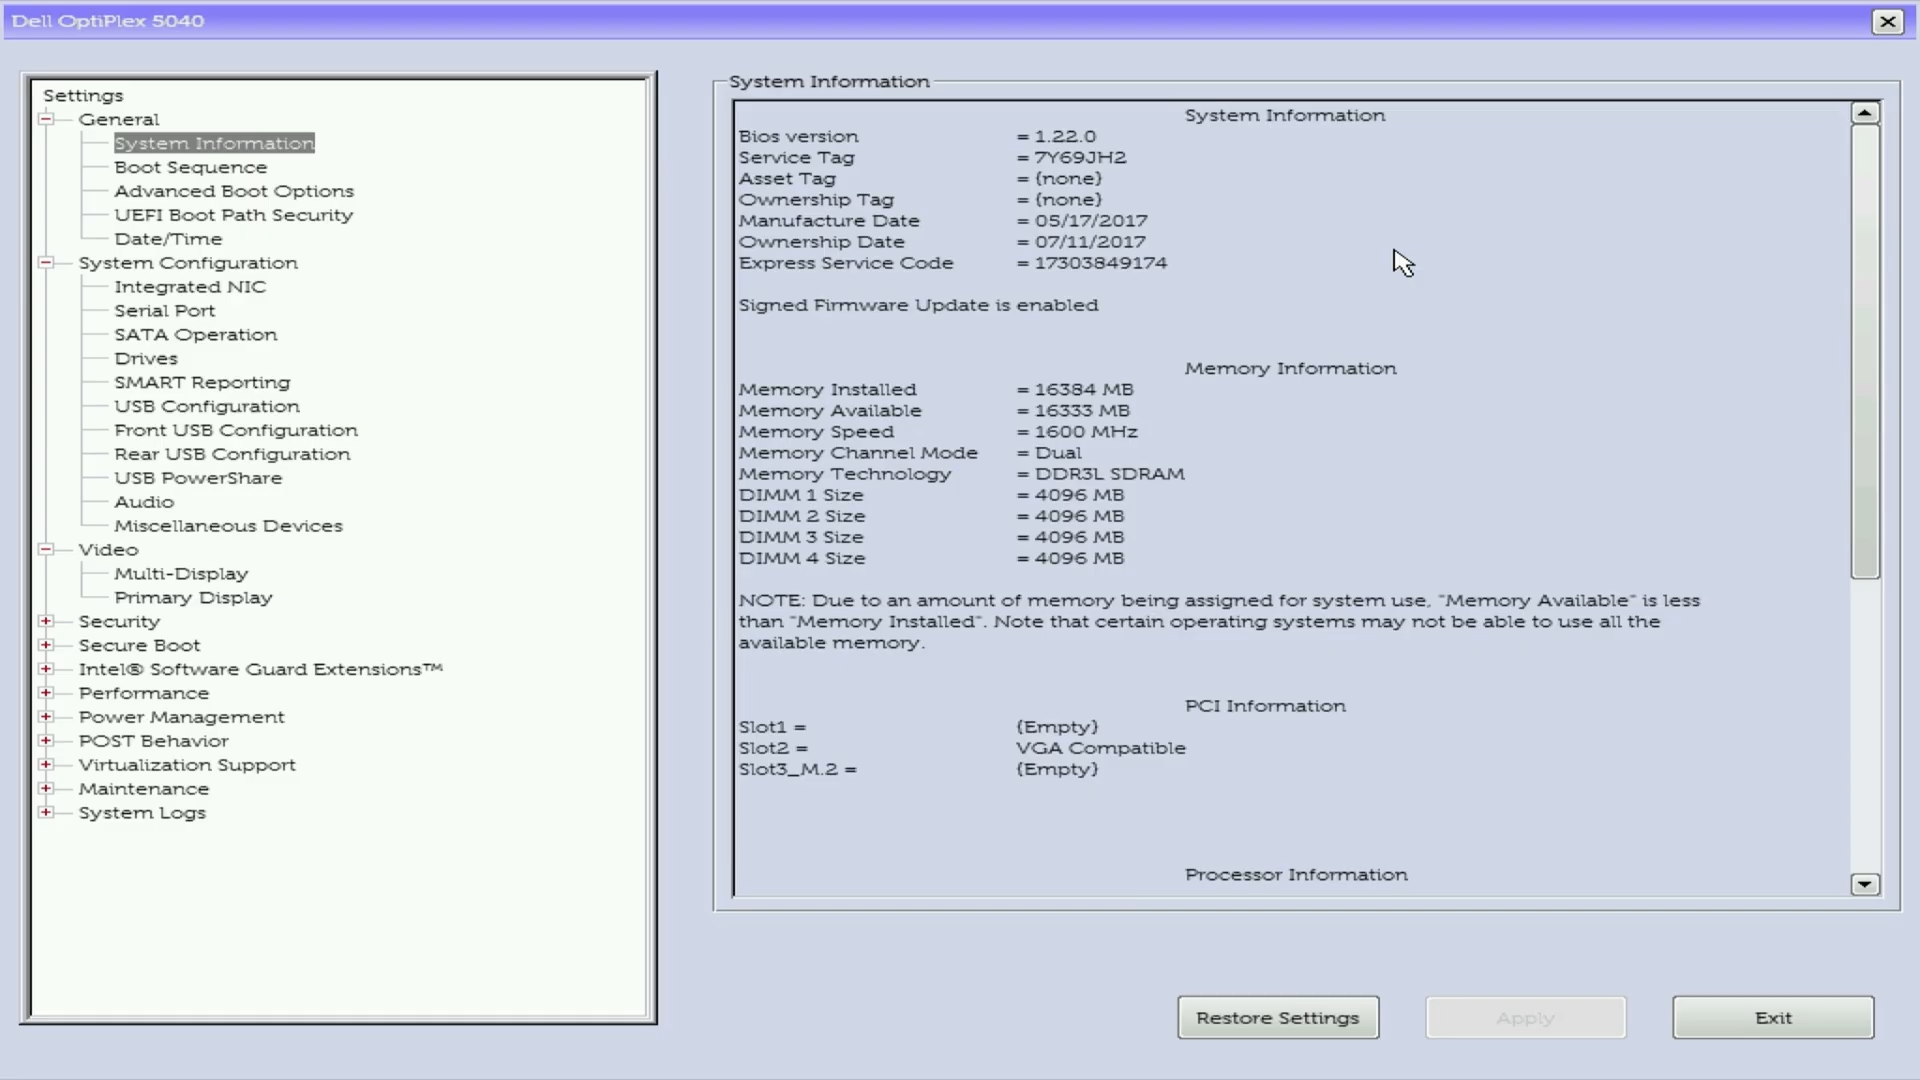 Dell OptiPlex 5040
Settings
General
System Information
Boot Sequence
Advanced Boot Options
UEFI Boot Path Security
Date/Time
System Configuration
Integrated NIC
Serial Port
SATA Operation
Drives
SMART Reporting
USB Configuration
Front USB Configuration
Rear USB Configuration
USB PowerShare
Audio
Miscellaneous Devices
Video
Multi-Display
Primary Display
Security
Secure Boot
Intel® Software Guard Extensions™
Performance
Power Management
POST Behavior
Virtualization Support
Maintenance
System Logs
System Information
System Information
Bios version = 1.22.0
Service Tag = 7Y69JH2
Asset Tag = {none}
Ownership Tag = {none}
Manufacture Date = 05/17/2017
Ownership Date = 07/11/2017
Express Service Code = 17303849174
Signed Firmware Update is enabled
Memory Information
Memory Installed = 16384 MB
Memory Available = 16333 MB
Memory Speed = 1600 MHz
Memory Channel Mode = Dual
Memory Technology = DDR3L SDRAM
DIMM 1 Size = 4096 MB
DIMM 2 Size = 4096 MB
DIMM 3 Size = 4096 MB
DIMM 4 Size = 4096 MB
NOTE: Due to an amount of memory being assigned for system use, "Memory Available" is less
than "Memory Installed". Note that certain operating systems may not be able to use all the
available memory.
PCI Information
Slot1 = {Empty}
Slot2 = VGA Compatible
Slot3_M.2 = {Empty}
Processor Information
Restore Settings
Apply
Exit